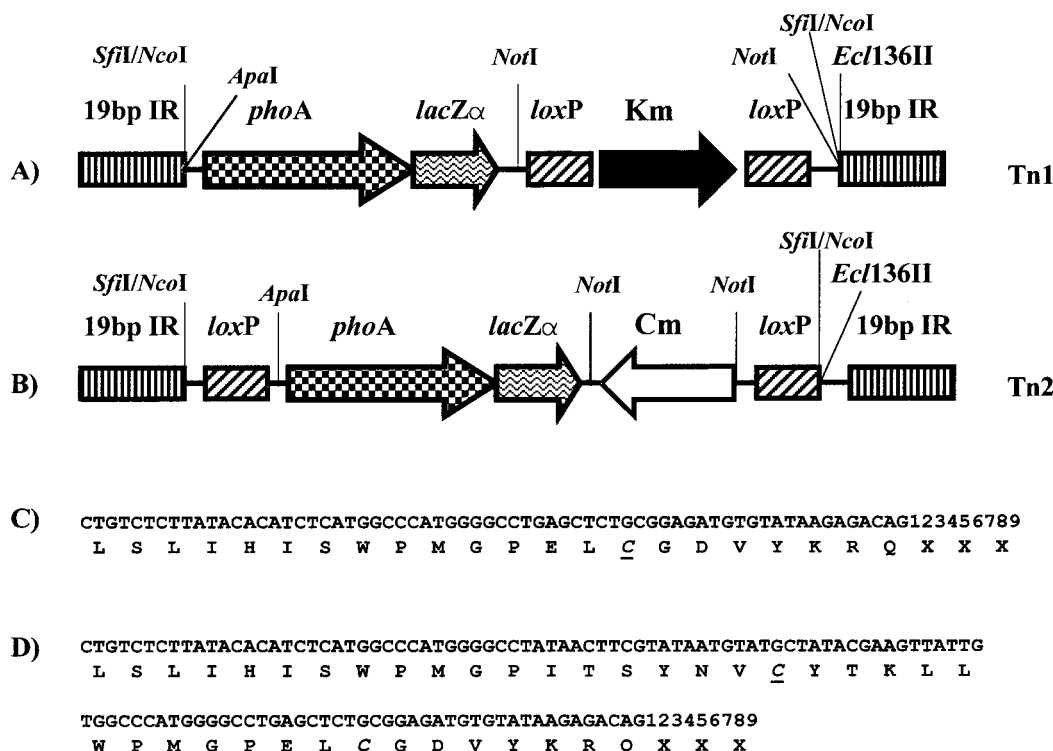 SfiI/NcoI
SfiI/NcoI NotI NotI Ecl136II
ApaI
19bp IR phoA lacZα loxP Km loxP 19bp IR
A) Tn1
SfiI/NcoI
SfiI/NcoI ApaI NotI NotI Ecl136II
19bp IR loxP phoA lacZα Cm loxP 19bp IR
B) Tn2
C) CTGTCTCTTATACACATCTCATGGCCCATGGGGCCTGAGCTCTGCGGAGATGTGTATAAGAGACAG123456789
L S L I H I S W P M G P E L C G D V Y K R Q X X X
D) CTGTCTCTTATACACATCTCATGGCCCATGGGGCCTATAACTTCGTATAATGTATGCTATACGAAGTTATTG
L S L I H I S W P M G P I T S Y N V C Y T K L L
TGGCCCATGGGGCCTGAGCTCTGCGGAGATGTGTATAAGAGACAG123456789
W P M G P E L C G D V Y K R Q X X X